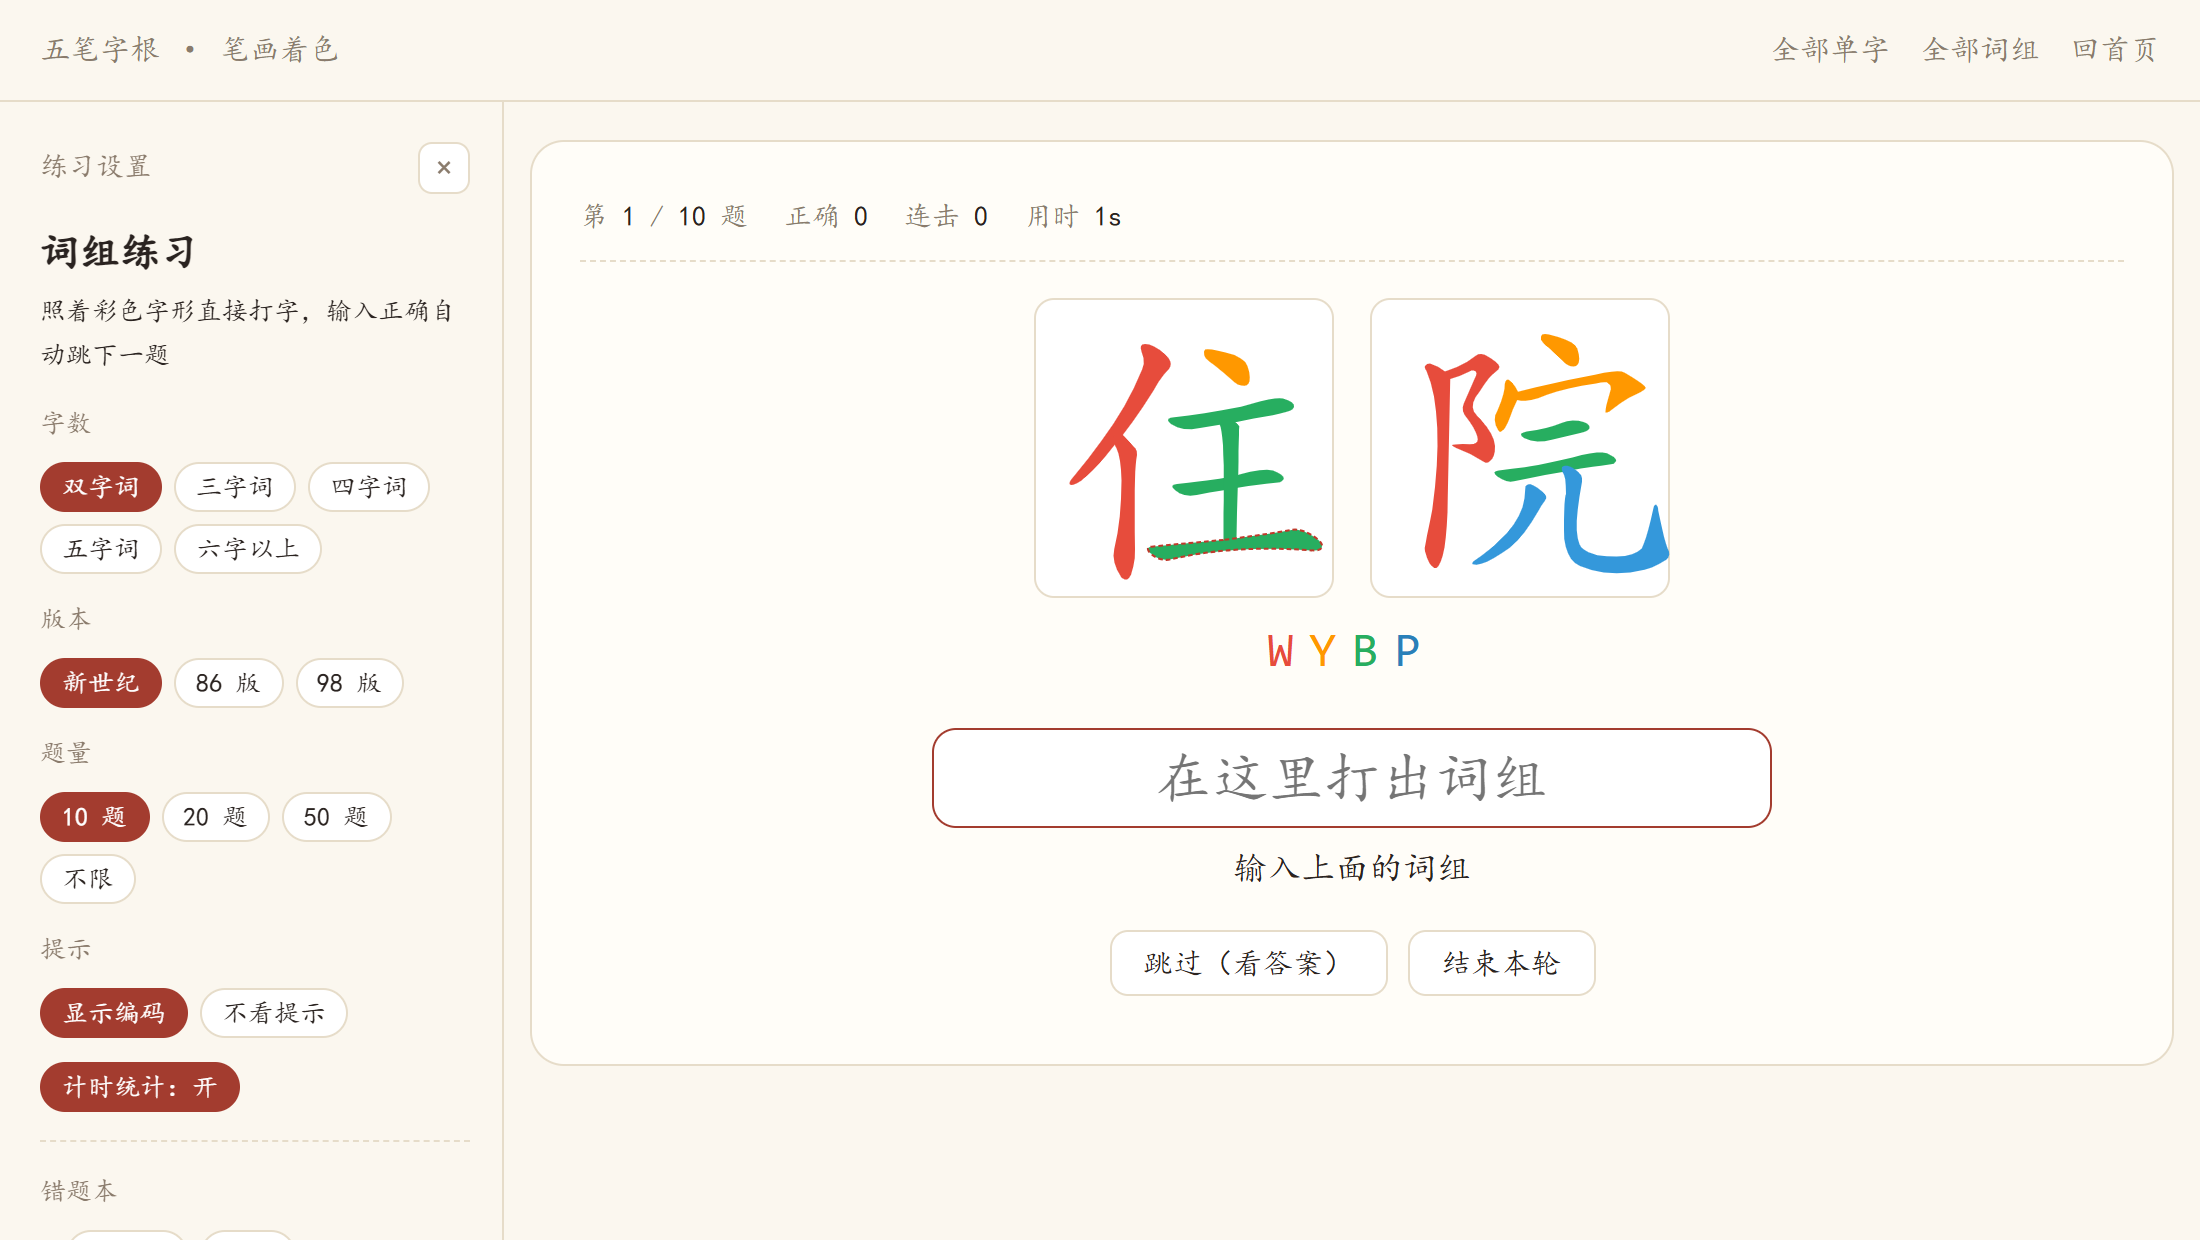 五笔字根 • 笔画着色
全部单字 全部词组 回首页
练习设置
×
词组练习
照着彩色字形直接打字，输入正确自
动跳下一题
字数
双字词 三字词 四字词
五字词 六字以上
版本
新世纪 86 版 98 版
题量
10 题 20 题 50 题
不限
提示
显示编码 不看提示
计时统计：开
错题本
第 1 / 10 题 正确 0 连击 0 用时 1s
住院
W Y B P
在这里打出词组
输入上面的词组
跳过（看答案） 结束本轮